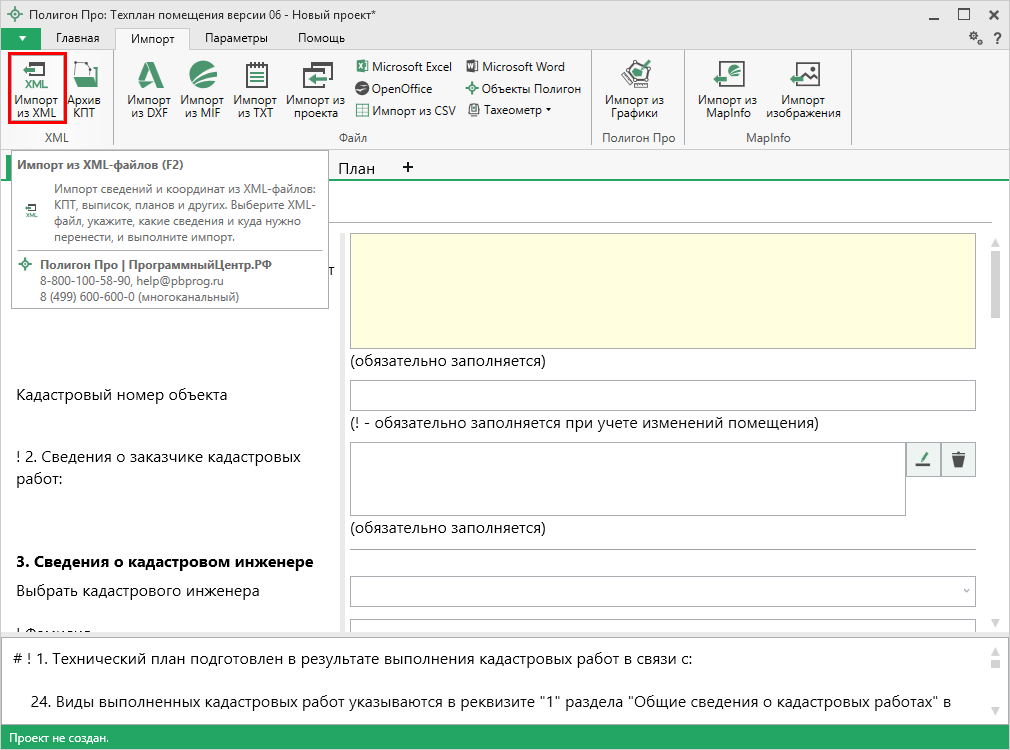 Полигон Про: Техплан помещения версии 06 - Новый проект*
Главная
Импорт
Параметры
Помощь
?
XML
Импорт
из XML
Архив
КПТ
XML
Импорт
из DXF
Импорт
из MIF
Импорт
из TXT
Импорт из
проекта
Microsoft Excel
OpenOffice
Импорт из CSV
Microsoft Word
Объекты Полигон
Тахеометр
Файл
Импорт из
Графики
Полигон Про
Импорт из
MapInfo
Импорт
изображения
MapInfo
Импорт из XML-файлов (F2)
XML
Импорт сведений и координат из XML-файлов:
КПТ, выписок, планов и других. Выберите XML-
файл, укажите, какие сведения и куда нужно
перенести, и выполните импорт.
Полигон Про | ПрограммныйЦентр.РФ
8-800-100-58-90, help@pbprog.ru
8 (499) 600-600-0 (многоканальный)
План
+
т
(обязательно заполняется)
Кадастровый номер объекта
(! - обязательно заполняется при учете изменений помещения)
! 2. Сведения о заказчике кадастровых
работ:
(обязательно заполняется)
3. Сведения о кадастровом инженере
Выбрать кадастрового инженера
! Фамилия
# ! 1. Технический план подготовлен в результате выполнения кадастровых работ в связи с:
24. Виды выполненных кадастровых работ указываются в реквизите "1" раздела "Общие сведения о кадастровых работах" в
Проект не создан.